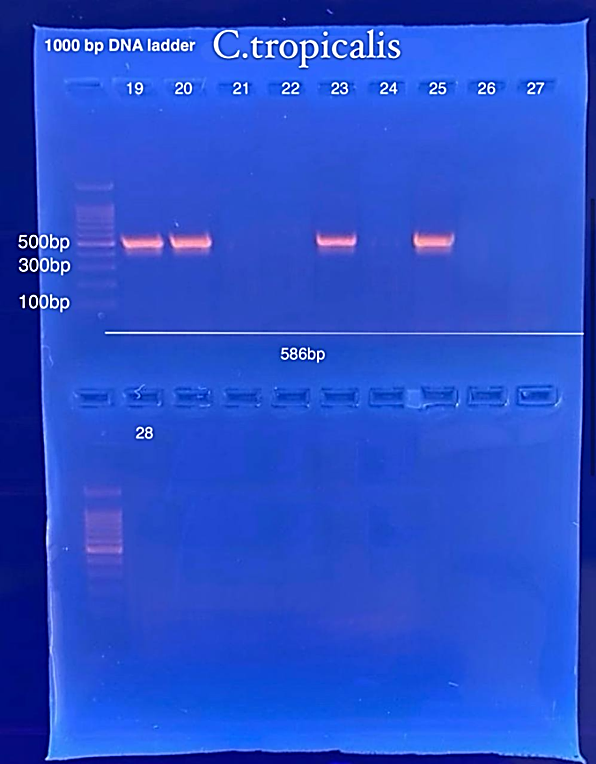 1000 bp DNA ladder C.tropicalis
19 20 21 22 23 24 25 26 27
500bp
300bp
100bp
586bp
28